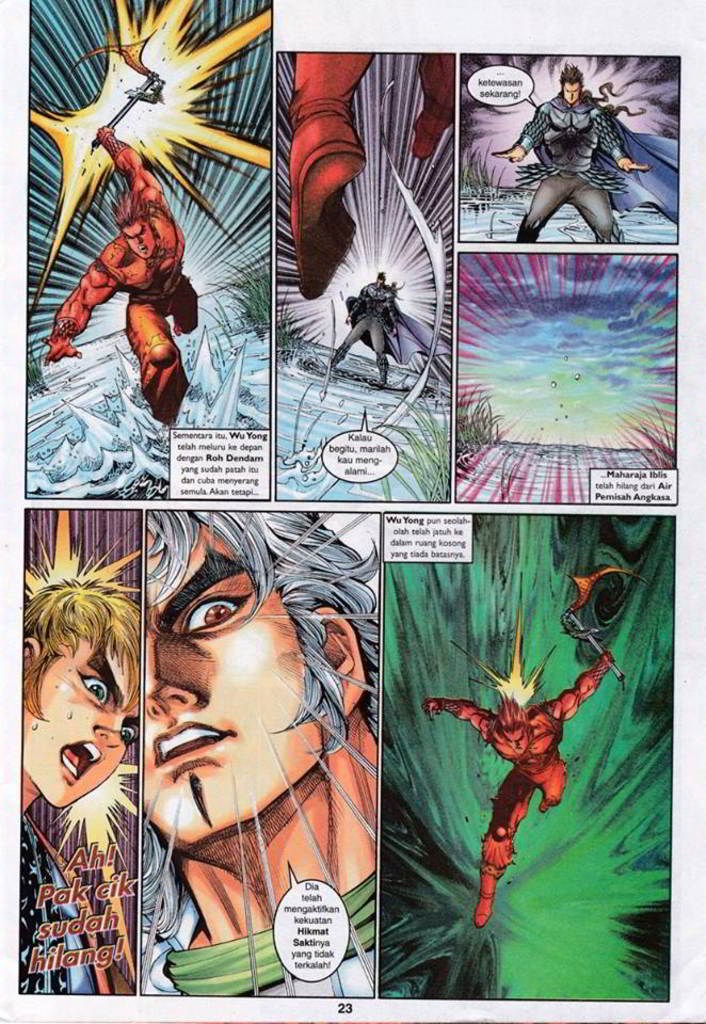 Sementara itu, Wu Yong
telah meluru ke depan
dengan Roh Dendam
yang sudah patah itu
dan cuba menyerang
semula. Akan tetapi...
Kalau
begitu, marilah
kau meng-
alami...
...
ketewasan
sekarang!
...Maharaja Iblis
telah hilang dari Air
Pemisah Angkasa.
Ah!
Pak cik
sudah
hilang!
Dia
telah
mengaktifkan
kekuatan
Hikmat
Saktinya
yang tidak
terkalah!
Wu Yong pun seolah-
olah telah jatuh ke
dalam ruang kosong
yang tiada batasnya.
23